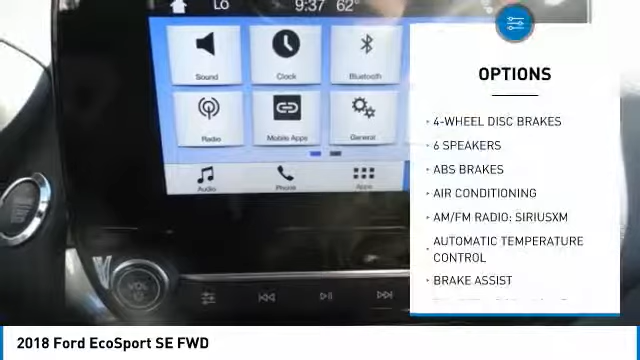 LO 9:37 62°
Sound Clock Bluetooth
Radio Mobile Apps General
Audio Phone Apps
VOL
OPTIONS
4-WHEEL DISC BRAKES
6 SPEAKERS
ABS BRAKES
AIR CONDITIONING
AM/FM RADIO: SIRIUSXM
AUTOMATIC TEMPERATURE
CONTROL
BRAKE ASSIST
2018 Ford EcoSport SE FWD